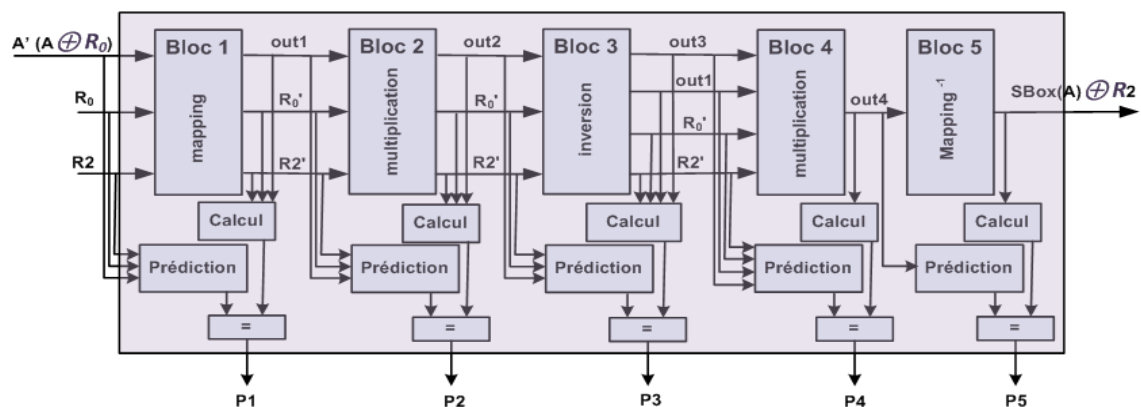 A' (A ⊕ R₀)
Bloc 1
out1
Bloc 2
out2
Bloc 3
out3
Bloc 4
Bloc 5
mapping
multiplication
inversion
multiplication
Mapping ⁻¹
out1
out4
SBox(A) ⊕ R2
R₀
R₀'
R₀'
R₀'
R2
R2'
R2'
R2'
Calcul
Calcul
Calcul
Calcul
Calcul
Prédiction
Prédiction
Prédiction
Prédiction
Prédiction
=
=
=
=
=
P1
P2
P3
P4
P5